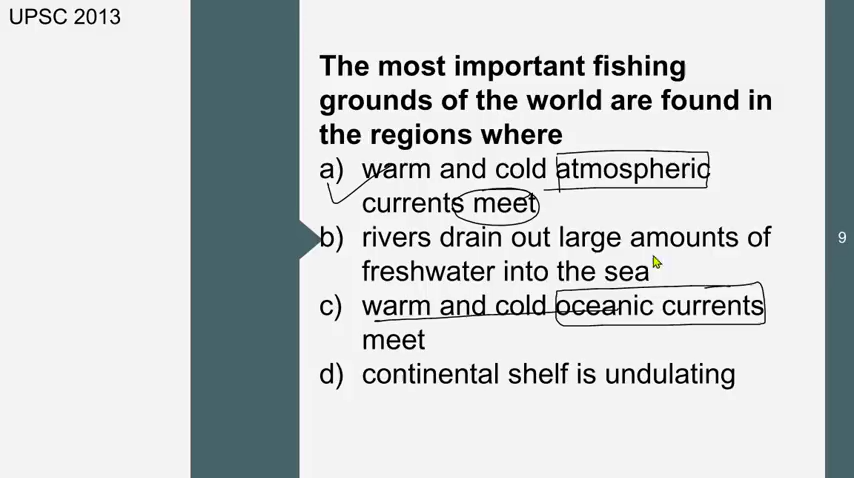 UPSC 2013
The most important fishing
grounds of the world are found in
the regions where
a) warm and cold atmospheric
currents meet
b) rivers drain out large amounts of
freshwater into the sea
c) warm and cold oceanic currents
meet
d) continental shelf is undulating
9